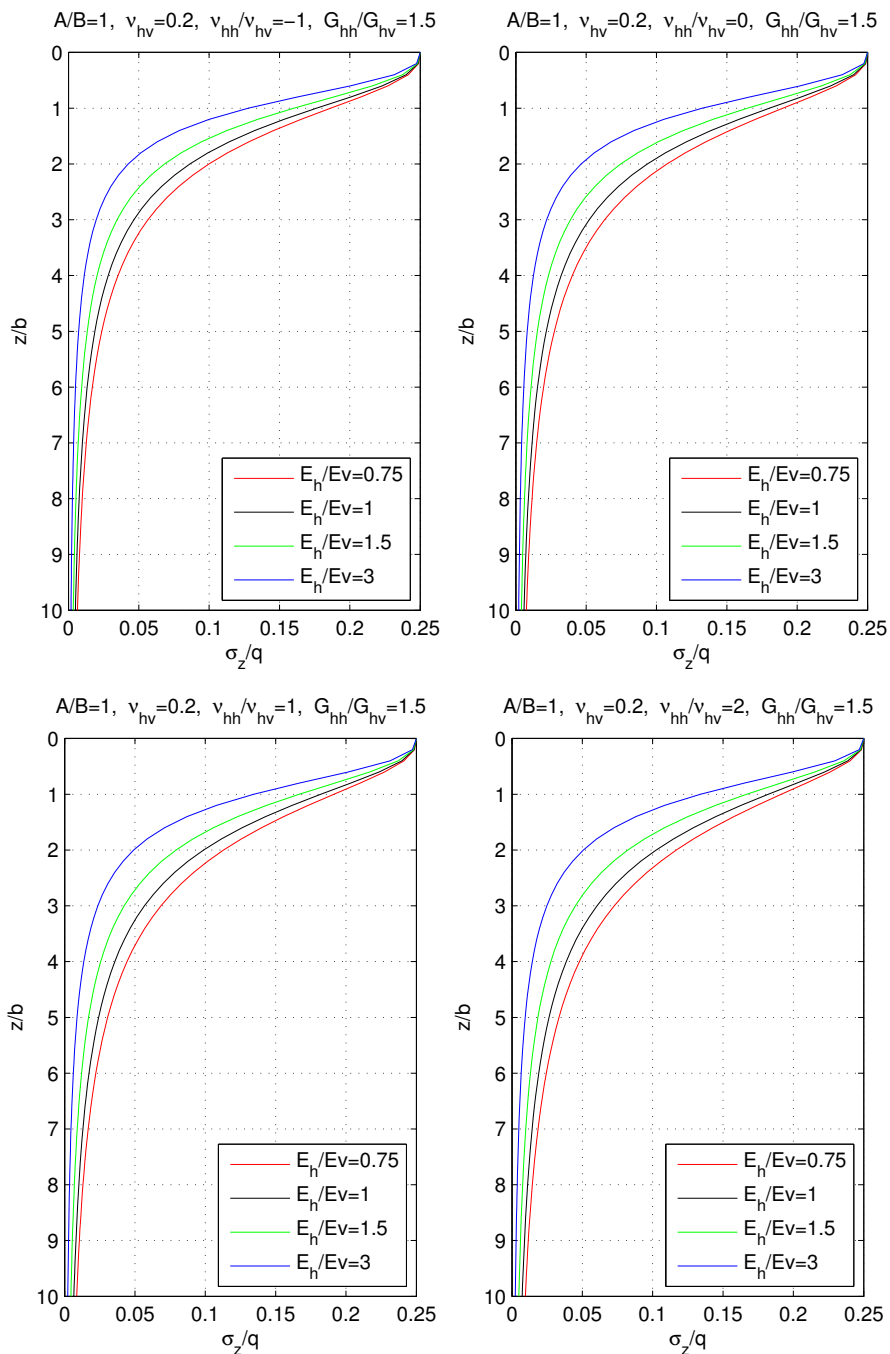 A/B=1, ν_hv=0.2, ν_hh/ν_hv=−1, G_hh/G_hv=1.5
0
1
2
3
4
5
6
7
8
9
10
z/b
0 0.05 0.1 0.15 0.2 0.25
σ_z/q
E_h/Ev=0.75
E_h/Ev=1
E_h/Ev=1.5
E_h/Ev=3
A/B=1, ν_hv=0.2, ν_hh/ν_hv=0, G_hh/G_hv=1.5
0
1
2
3
4
5
6
7
8
9
10
z/b
0 0.05 0.1 0.15 0.2 0.25
σ_z/q
E_h/Ev=0.75
E_h/Ev=1
E_h/Ev=1.5
E_h/Ev=3
A/B=1, ν_hv=0.2, ν_hh/ν_hv=1, G_hh/G_hv=1.5
0
1
2
3
4
5
6
7
8
9
10
z/b
0 0.05 0.1 0.15 0.2 0.25
σ_z/q
E_h/Ev=0.75
E_h/Ev=1
E_h/Ev=1.5
E_h/Ev=3
A/B=1, ν_hv=0.2, ν_hh/ν_hv=2, G_hh/G_hv=1.5
0
1
2
3
4
5
6
7
8
9
10
z/b
0 0.05 0.1 0.15 0.2 0.25
σ_z/q
E_h/Ev=0.75
E_h/Ev=1
E_h/Ev=1.5
E_h/Ev=3